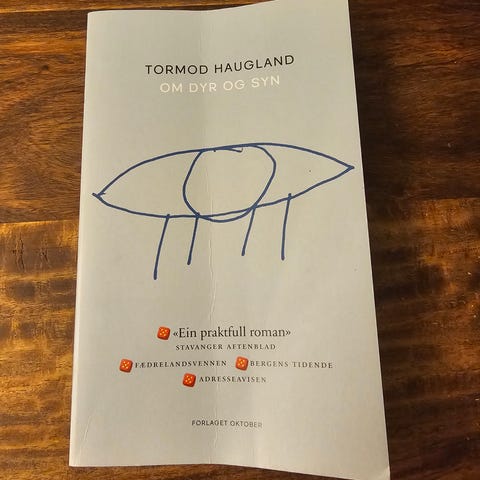 TORMOD HAUGLAND
OM DYR OG SYN
«Ein praktfull roman»
STAVANGER AFTENBLAD
FÆDRELANDSVENNEN BERGENS TIDENDE
ADRESSEAVISEN
FORLAGET OKTOBER